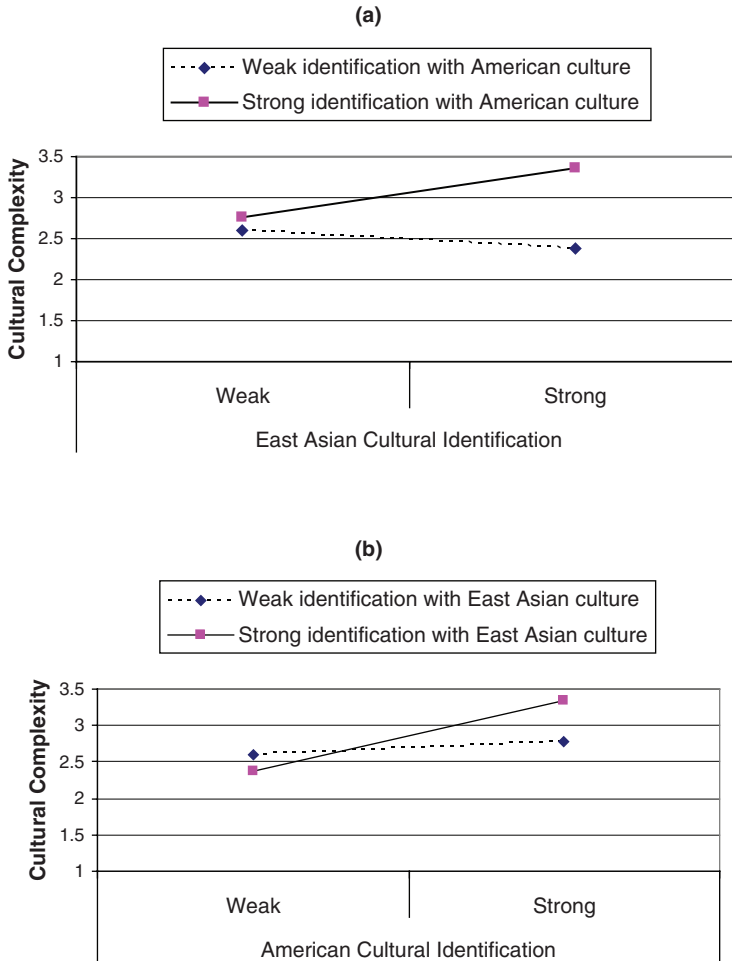 (a)
Weak identification with American culture
Strong identification with American culture
Cultural Complexity
3.5
3
2.5
2
1.5
1
Weak Strong
East Asian Cultural Identification
(b)
Weak identification with East Asian culture
Strong identification with East Asian culture
Cultural Complexity
3.5
3
2.5
2
1.5
1
Weak Strong
American Cultural Identification